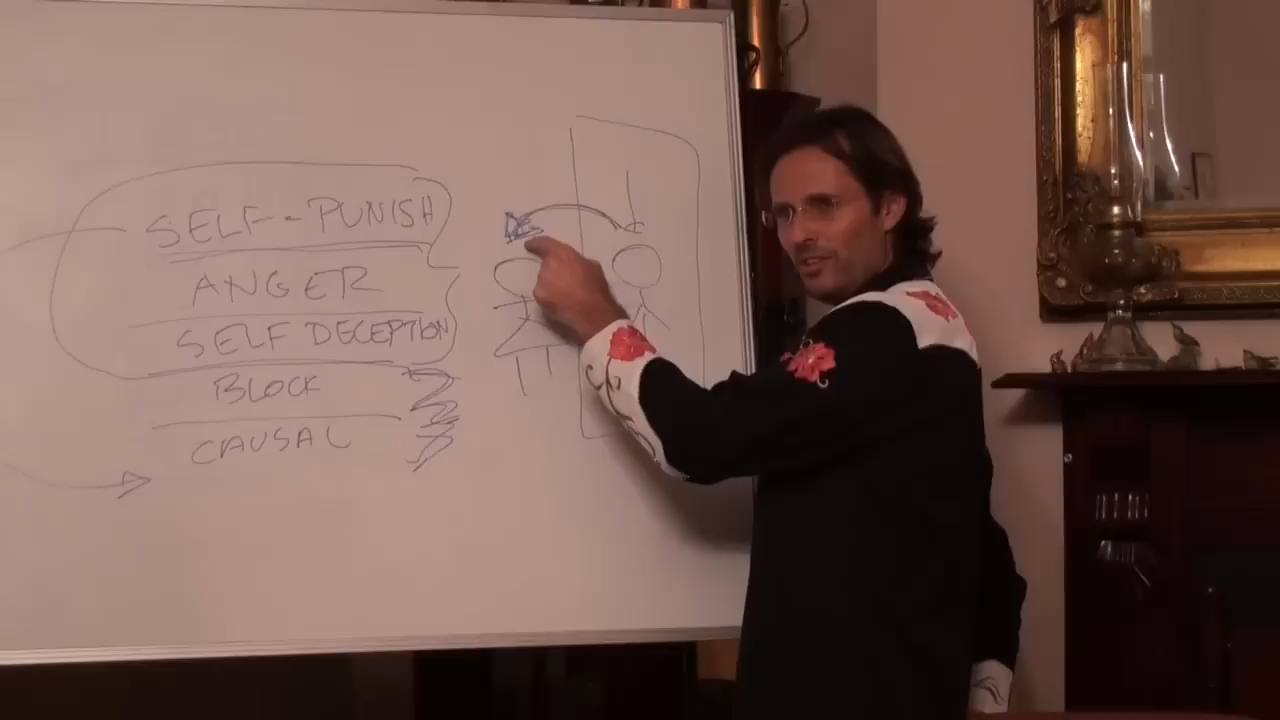 SELF-PUNISH
ANGER
SELF DECEPTION
BLOCK
CAUSAL